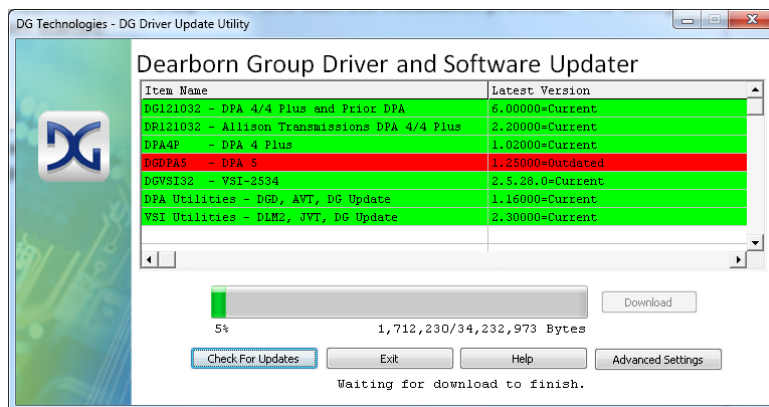 DG Technologies - DG Driver Update Utility
Dearborn Group Driver and Software Updater
Item Name Latest Version
DG121032 - DPA 4/4 Plus and Prior DPA 6.00000=Current
DR121032 - Allison Transmissions DPA 4/4 Plus 2.20000=Current
DPA4P - DPA 4 Plus 1.02000=Current
DGDPA5 - DPA 5 1.25000=Outdated
DGVSI32 - VSI-2534 2.5.28.0=Current
DPA Utilities - DGD, AVT, DG Update 1.16000=Current
VSI Utilities - DLM2, JVT, DG Update 2.30000=Current
DG
Download
5% 1,712,230/34,232,973 Bytes
Check For Updates Exit Help Advanced Settings
Waiting for download to finish.